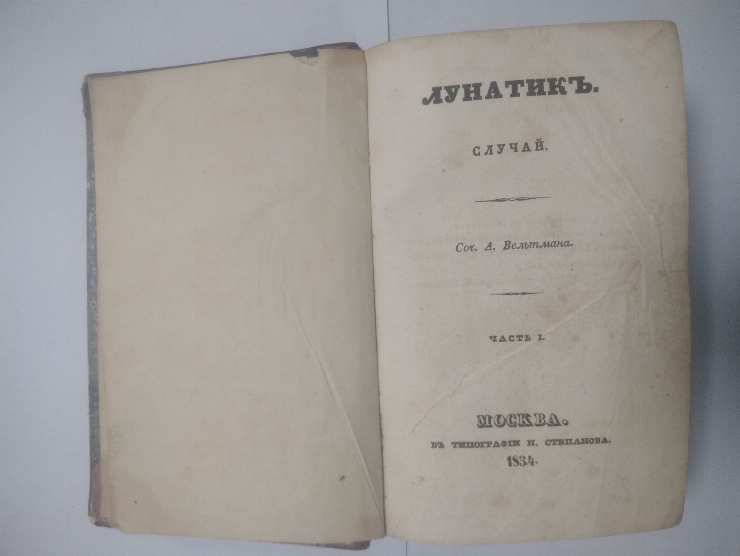 ЛУНАТИКЪ.
СЛУЧАЙ.
Соч. А. Вельтмана.
ЧАСТЬ I.
МОСКВА.
ВЪ ТИПОГРАФІИ Н. СТЕПАНОВА.
1834.